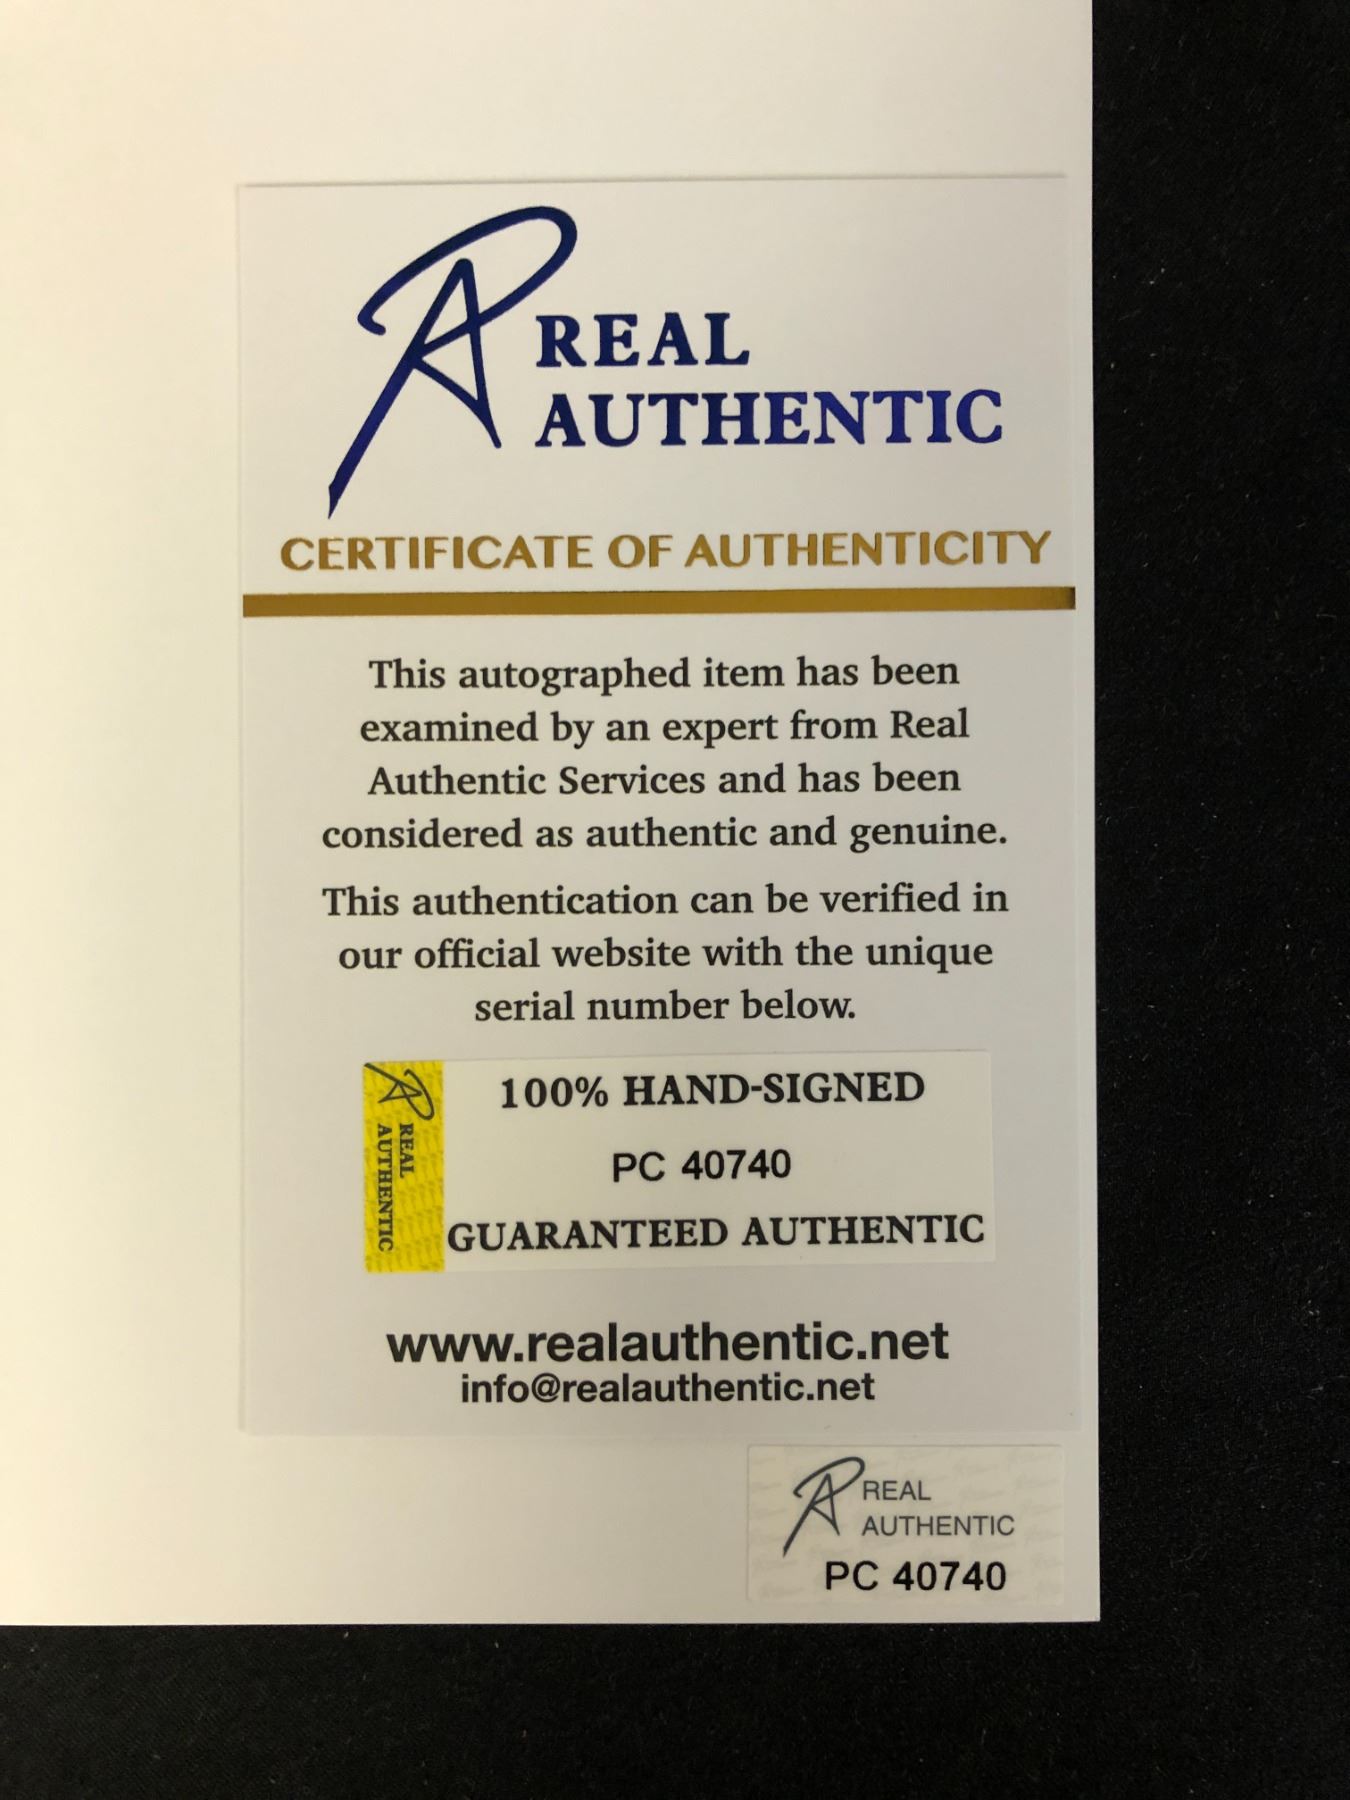 REAL
AUTHENTIC
CERTIFICATE OF AUTHENTICITY
This autographed item has been
examined by an expert from Real
Authentic Services and has been
considered as authentic and genuine.
This authentication can be verified in
our official website with the unique
serial number below.
REAL
AUTHENTIC
100% HAND-SIGNED
PC 40740
GUARANTEED AUTHENTIC
www.realauthentic.net
info@realauthentic.net
REAL
AUTHENTIC
PC 40740